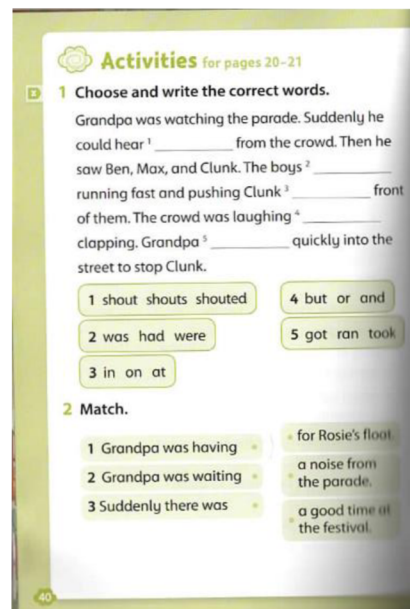 Activities for pages 20–21
1 Choose and write the correct words.
Grandpa was watching the parade. Suddenly he
could hear ¹ __________ from the crowd. Then he
saw Ben, Max, and Clunk. The boys ² __________
running fast and pushing Clunk ³ __________ front
of them. The crowd was laughing ⁴ __________
clapping. Grandpa ⁵ __________ quickly into the
street to stop Clunk.
1 shout shouts shouted
2 was had were
3 in on at
4 but or and
5 got ran took
2 Match.
1 Grandpa was having
2 Grandpa was waiting
3 Suddenly there was
for Rosie's float.
a noise from
the parade.
a good time at
the festival.
40